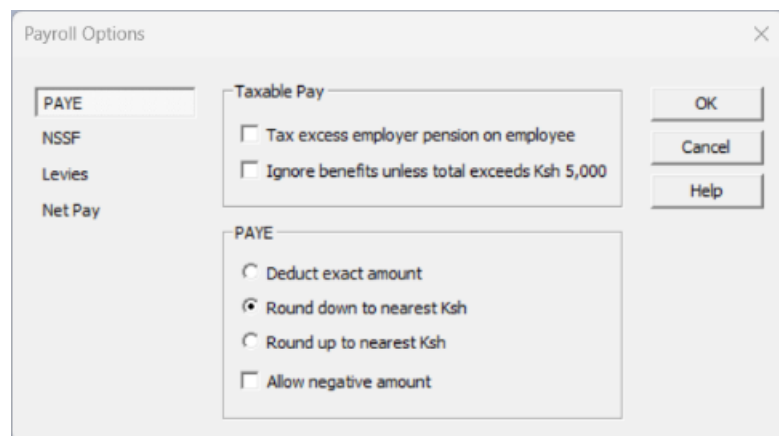 Payroll Options
PAYE
NSSF
Levies
Net Pay
Taxable Pay
Tax excess employer pension on employee
Ignore benefits unless total exceeds Ksh 5,000
PAYE
Deduct exact amount
Round down to nearest Ksh
Round up to nearest Ksh
Allow negative amount
OK
Cancel
Help